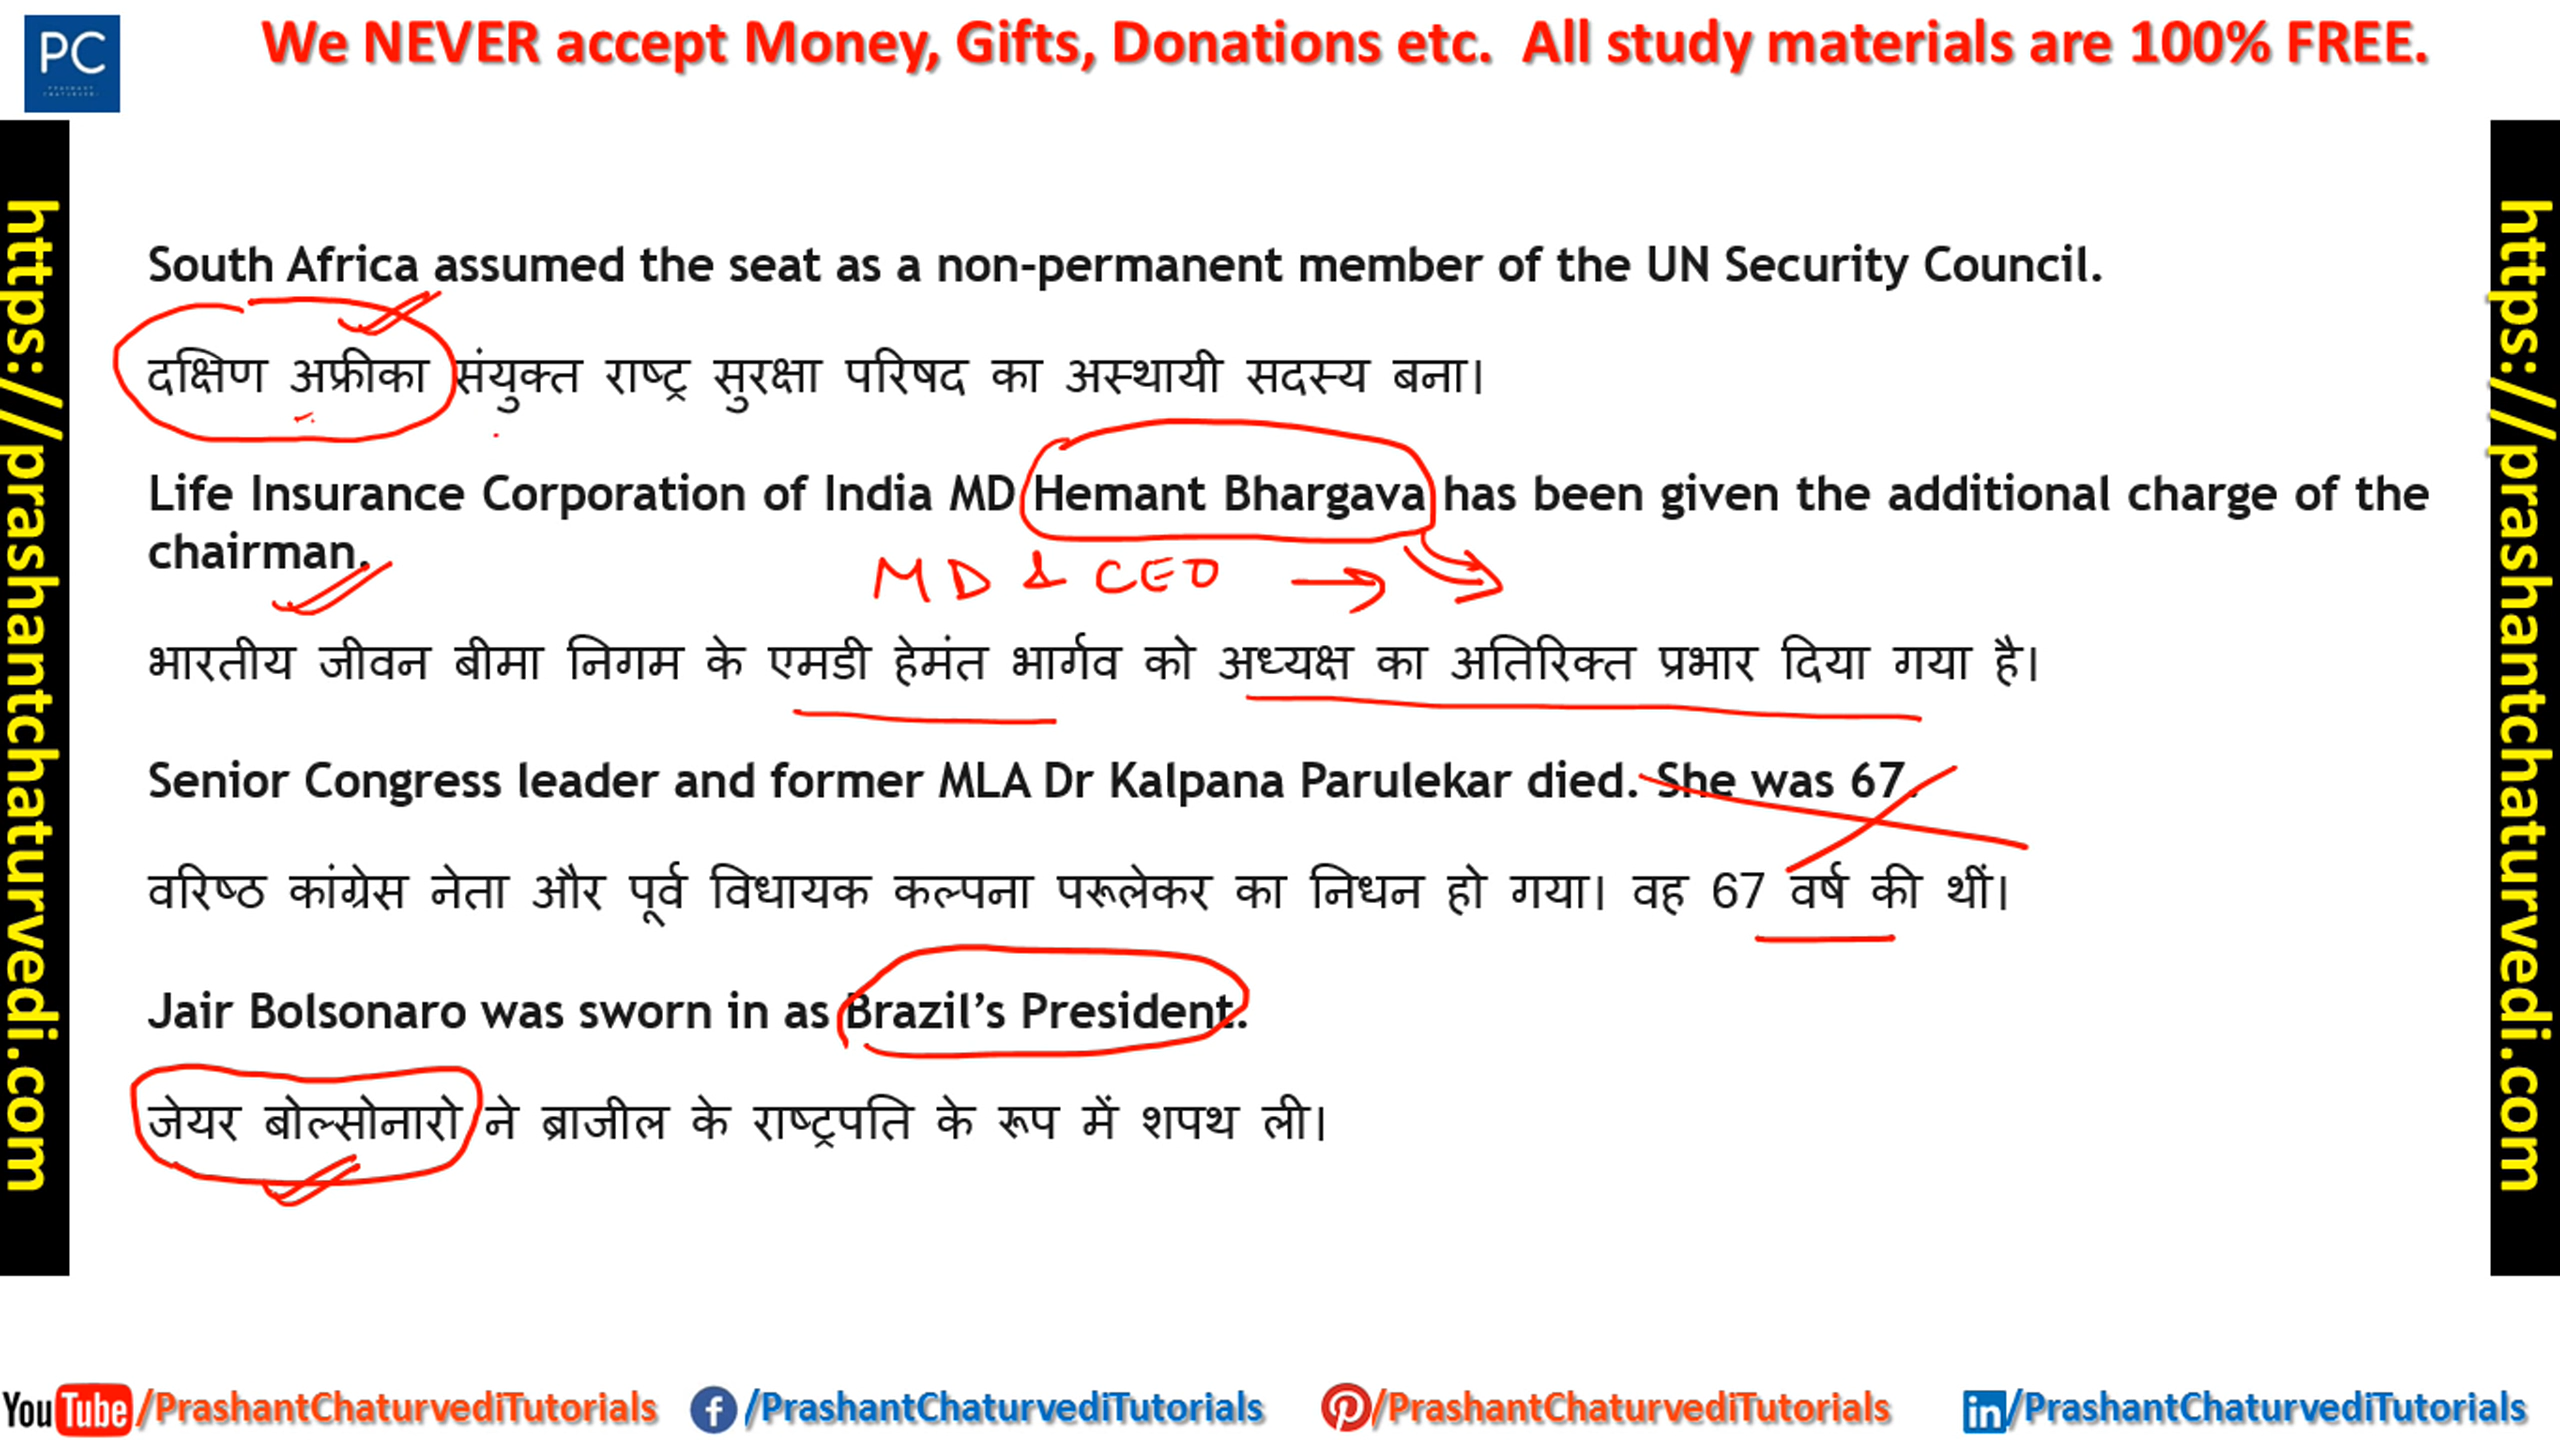 PC
We NEVER accept Money, Gifts, Donations etc. All study materials are 100% FREE.
https://prashantchaturvedi.com
South Africa assumed the seat as a non-permanent member of the UN Security Council.
दक्षिण अफ्रीका संयुक्त राष्ट्र सुरक्षा परिषद का अस्थायी सदस्य बना।
Life Insurance Corporation of India MD Hemant Bhargava has been given the additional charge of the
chairman.
MD & CEO
भारतीय जीवन बीमा निगम के एमडी हेमंत भार्गव को अध्यक्ष का अतिरिक्त प्रभार दिया गया है।
Senior Congress leader and former MLA Dr Kalpana Parulekar died. She was 67.
वरिष्ठ कांग्रेस नेता और पूर्व विधायक कल्पना परूलेकर का निधन हो गया। वह 67 वर्ष की थीं।
Jair Bolsonaro was sworn in as Brazil's President.
जेयर बोल्सोनारो ने ब्राजील के राष्ट्रपति के रूप में शपथ ली।
https://prashantchaturvedi.com
YouTube/PrashantChaturvediTutorials f/PrashantChaturvediTutorials /PrashantChaturvediTutorials in/PrashantChaturvediTutorials